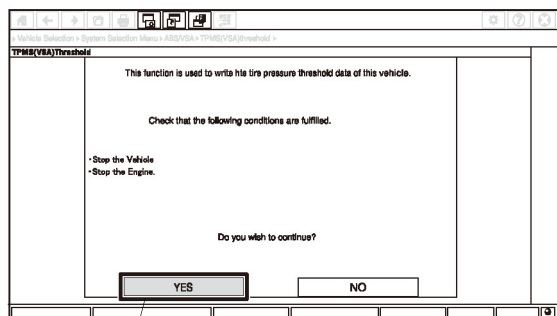 › Vehicle Selection › System Selection Menu › ABS/VSA › TPMS(VSA)threshold ›
TPMS(VSA)Threshold
This function is used to write hte tire pressure threshold data of this vehicle.
Check that the following conditions are fulfilled.
•Stop the Vehicle
•Stop the Engine.
Do you wish to continue?
YES NO